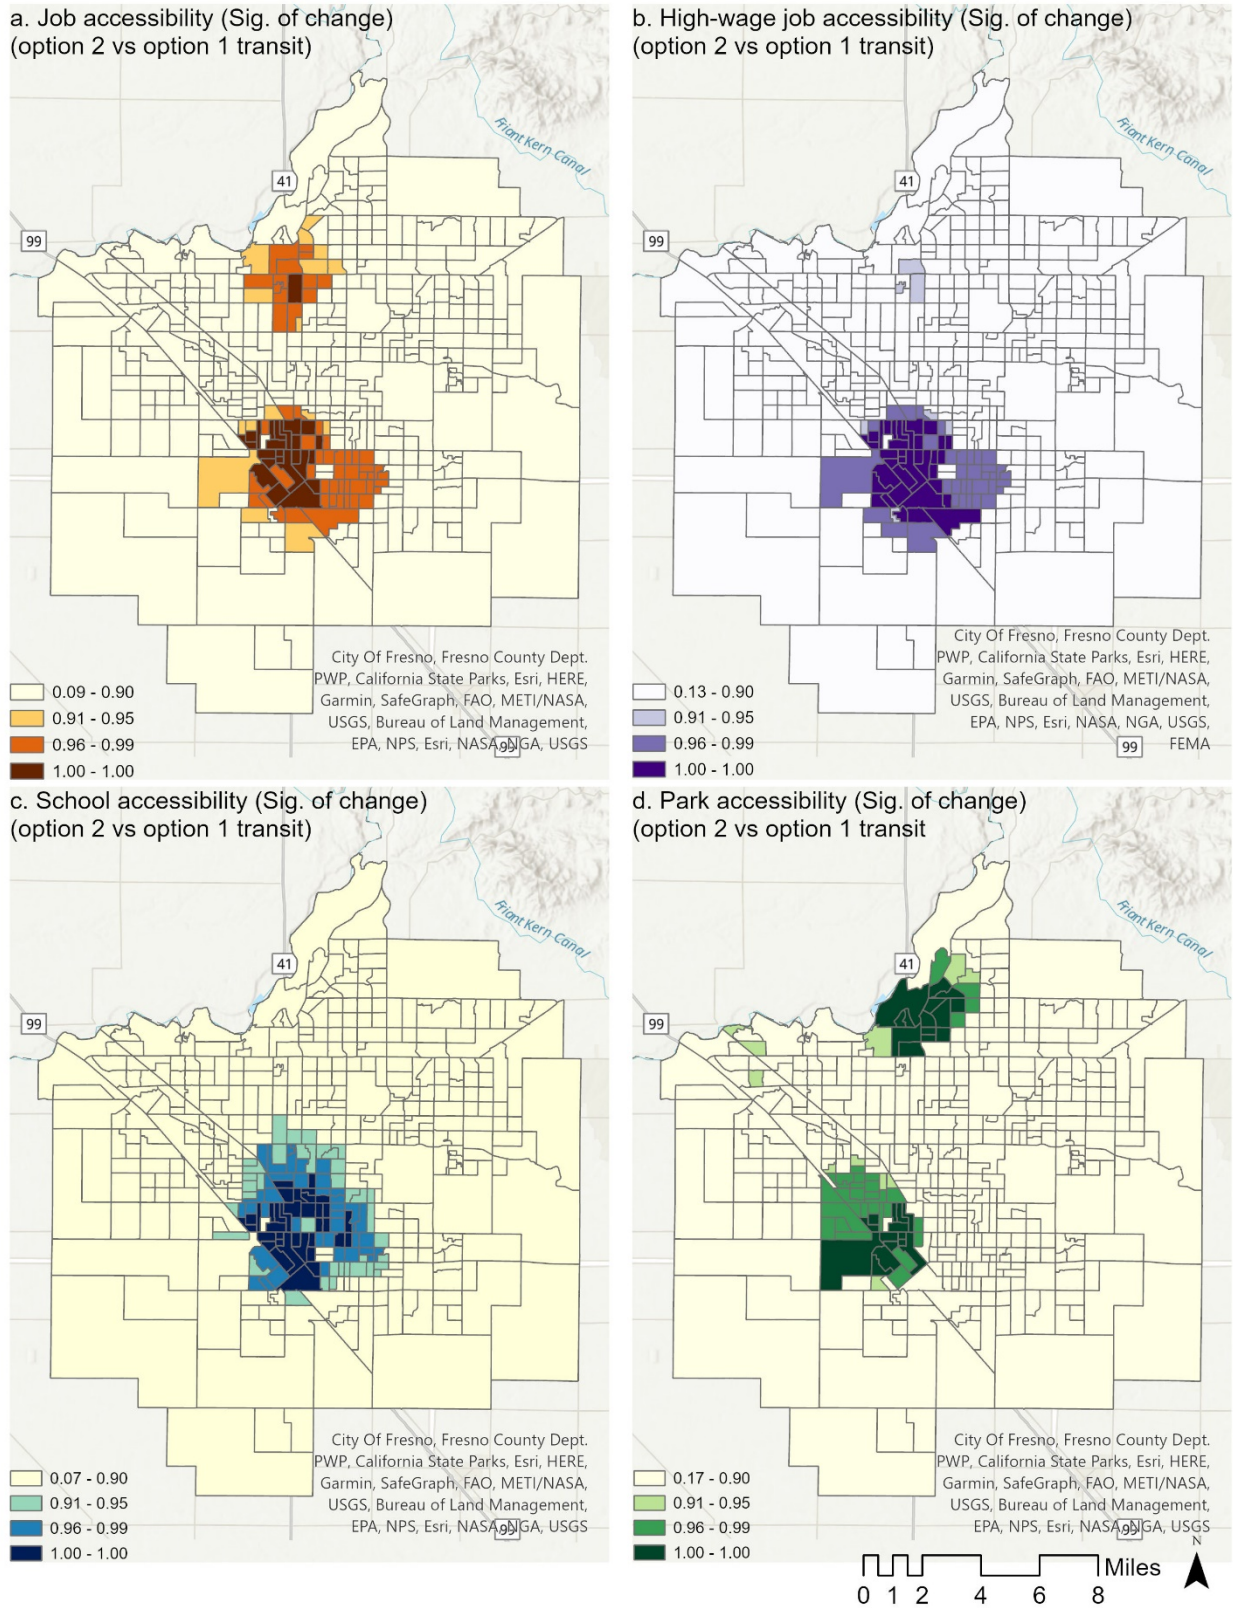 a. Job accessibility (Sig. of change)
(option 2 vs option 1 transit)
Friant Kern Canal
41
99
City Of Fresno, Fresno County Dept.
PWP, California State Parks, Esri, HERE,
Garmin, SafeGraph, FAO, METI/NASA,
USGS, Bureau of Land Management,
EPA, NPS, Esri, NASA, NGA, USGS
99
0.09 - 0.90
0.91 - 0.95
0.96 - 0.99
1.00 - 1.00
b. High-wage job accessibility (Sig. of change)
(option 2 vs option 1 transit)
Friant Kern Canal
41
99
City Of Fresno, Fresno County Dept.
PWP, California State Parks, Esri, HERE,
Garmin, SafeGraph, FAO, METI/NASA,
USGS, Bureau of Land Management,
EPA, NPS, Esri, NASA, NGA, USGS,
FEMA
99
0.13 - 0.90
0.91 - 0.95
0.96 - 0.99
1.00 - 1.00
c. School accessibility (Sig. of change)
(option 2 vs option 1 transit)
Friant Kern Canal
41
99
City Of Fresno, Fresno County Dept.
PWP, California State Parks, Esri, HERE,
Garmin, SafeGraph, FAO, METI/NASA,
USGS, Bureau of Land Management,
EPA, NPS, Esri, NASA, NGA, USGS
99
0.07 - 0.90
0.91 - 0.95
0.96 - 0.99
1.00 - 1.00
d. Park accessibility (Sig. of change)
(option 2 vs option 1 transit
Friant Kern Canal
41
99
City Of Fresno, Fresno County Dept.
PWP, California State Parks, Esri, HERE,
Garmin, SafeGraph, FAO, METI/NASA,
USGS, Bureau of Land Management,
EPA, NPS, Esri, NASA, NGA, USGS
99
0.17 - 0.90
0.91 - 0.95
0.96 - 0.99
1.00 - 1.00
N
Miles
0 1 2 4 6 8